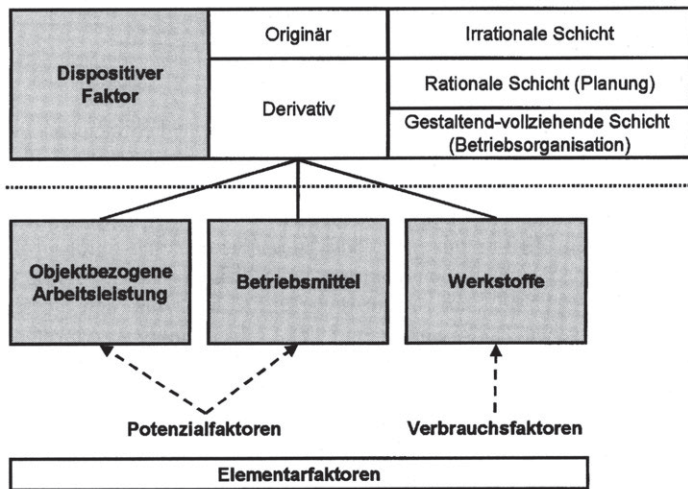 Dispositiver
Faktor
Originär
Irrationale Schicht
Derivativ
Rationale Schicht (Planung)
Gestaltend-vollziehende Schicht
(Betriebsorganisation)
Objektbezogene
Arbeitsleistung
Betriebsmittel
Werkstoffe
Potenzialfaktoren
Verbrauchsfaktoren
Elementarfaktoren